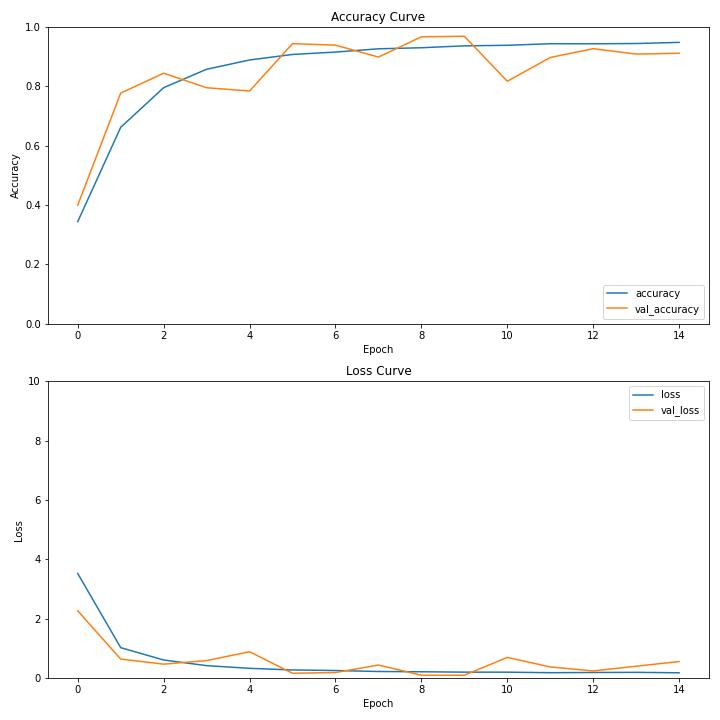 Accuracy Curve
1.0
0.8
0.6
0.4
0.2
0.0
Accuracy
accuracy
val_accuracy
0 2 4 6 8 10 12 14
Epoch
Loss Curve
10
8
6
4
2
0
Loss
loss
val_loss
0 2 4 6 8 10 12 14
Epoch